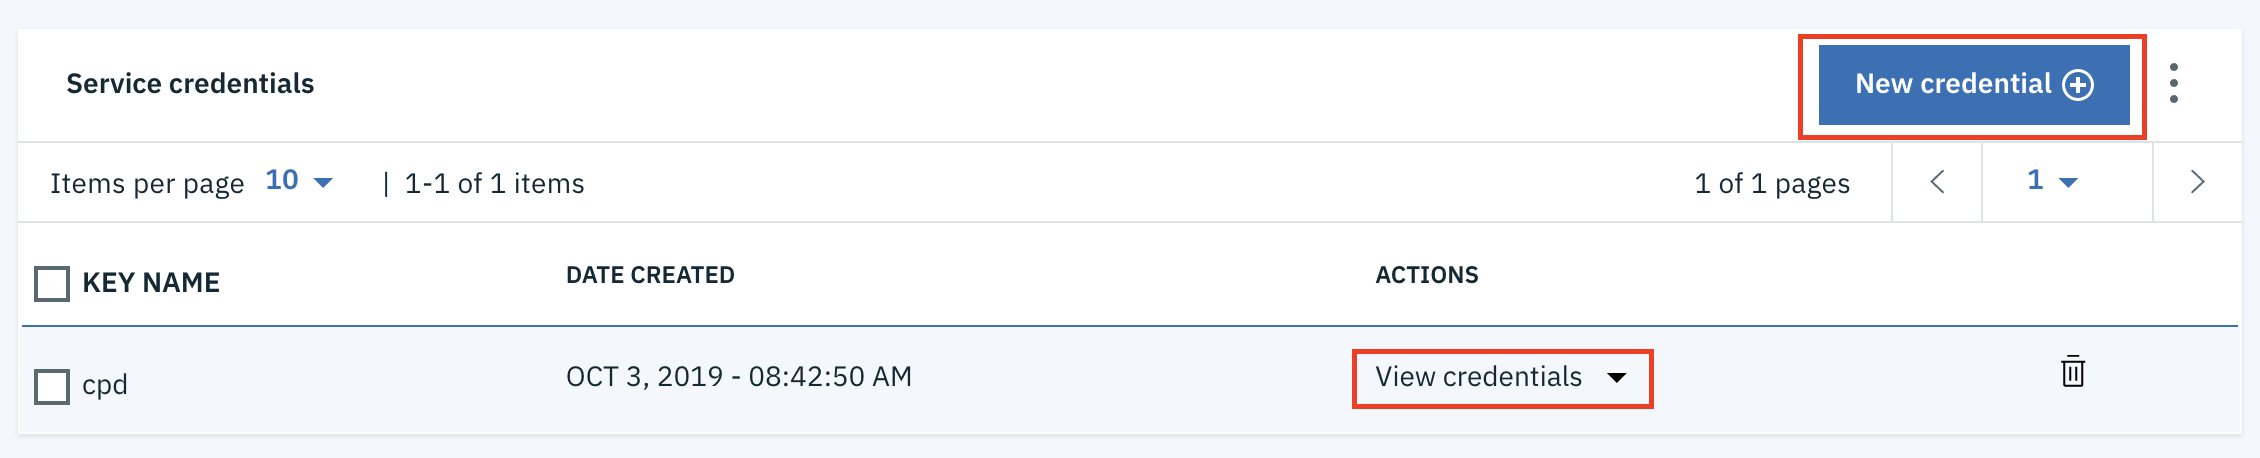 Service credentials
New credential
Items per page 10 | 1-1 of 1 items 1 of 1 pages 1
KEY NAME DATE CREATED ACTIONS
cpd OCT 3, 2019 - 08:42:50 AM View credentials